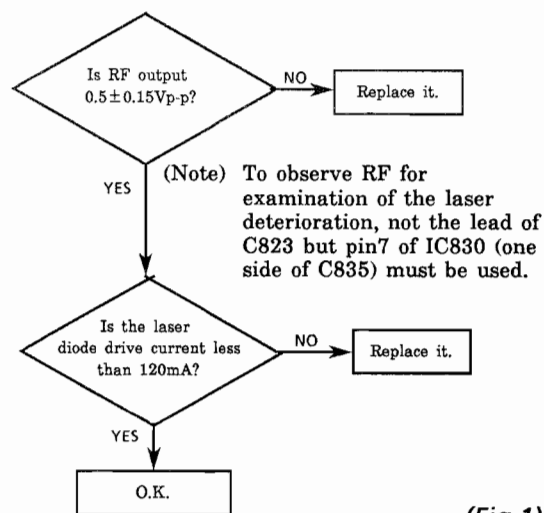 Is RF output
0.5±0.15Vp-p?
NO
Replace it.
YES
(Note) To observe RF for
examination of the laser
deterioration, not the lead of
C823 but pin7 of IC830 (one
side of C835) must be used.
Is the laser
diode drive current less
than 120mA?
NO
Replace it.
YES
O.K.